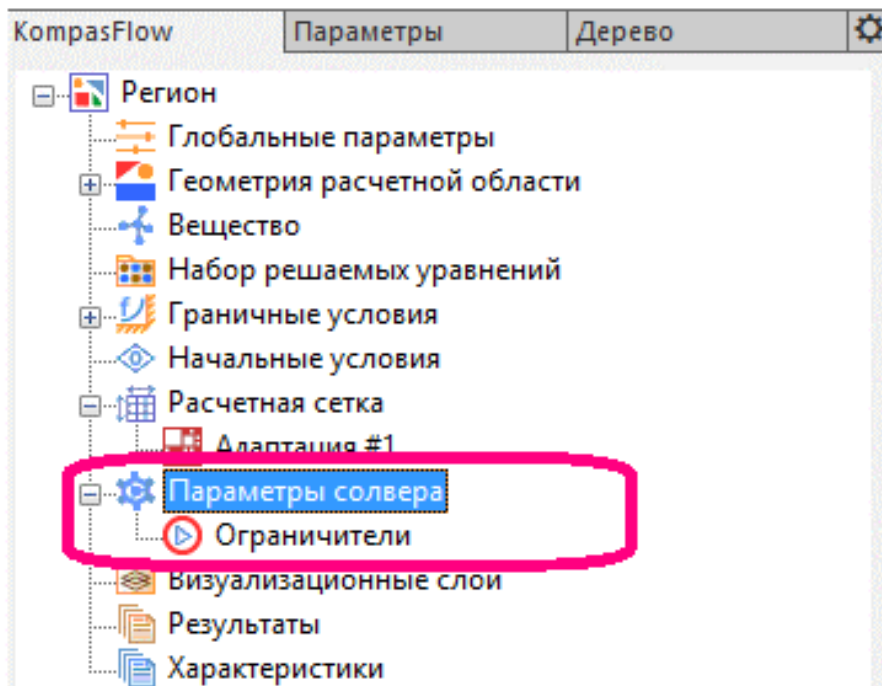 KompasFlow Параметры Дерево
Регион
Глобальные параметры
Геометрия расчетной области
Вещество
Набор решаемых уравнений
Граничные условия
Начальные условия
Расчетная сетка
Адаптация #1
Параметры солвера
Ограничители
Визуализационные слои
Результаты
Характеристики